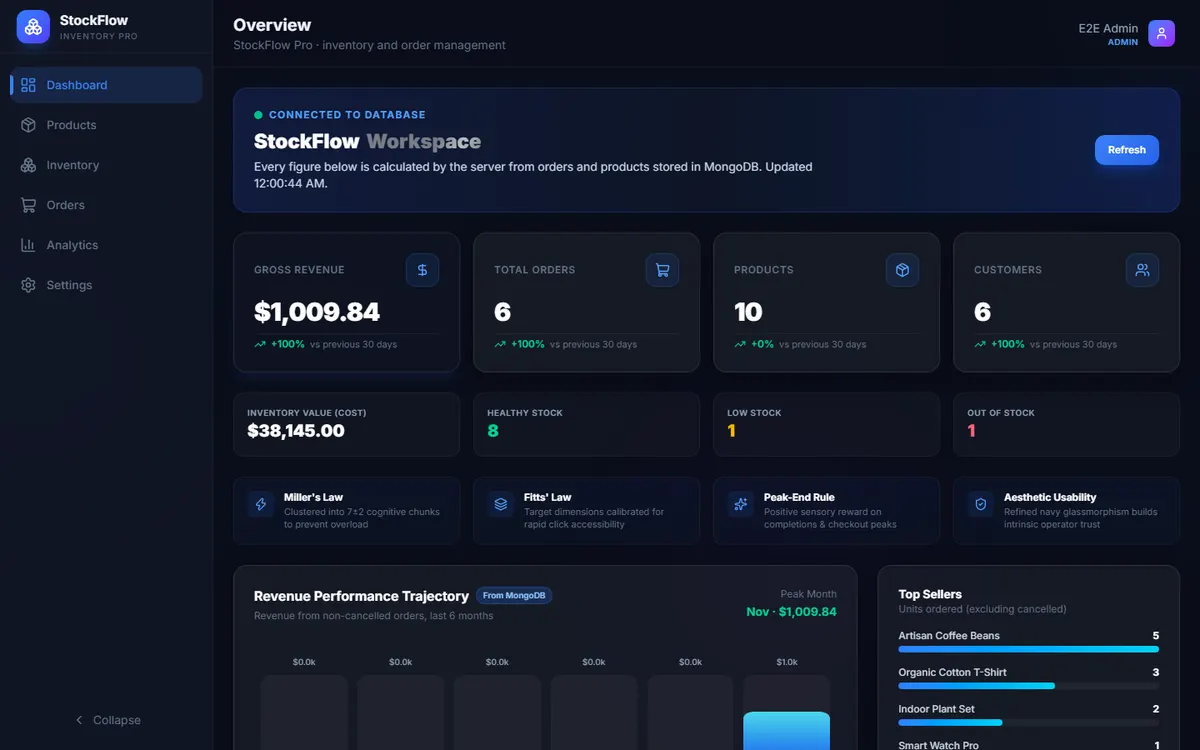 StockFlow
INVENTORY PRO
Dashboard
Products
Inventory
Orders
Analytics
Settings
Collapse
Overview
StockFlow Pro · inventory and order management
E2E Admin
ADMIN
CONNECTED TO DATABASE
StockFlow Workspace
Every figure below is calculated by the server from orders and products stored in MongoDB. Updated
12:00:44 AM.
Refresh
GROSS REVENUE
$1,009.84
+100% vs previous 30 days
TOTAL ORDERS
6
+100% vs previous 30 days
PRODUCTS
10
+0% vs previous 30 days
CUSTOMERS
6
+100% vs previous 30 days
INVENTORY VALUE (COST)
$38,145.00
HEALTHY STOCK
8
LOW STOCK
1
OUT OF STOCK
1
Miller's Law
Clustered into 7±2 cognitive chunks
to prevent overload
Fitts' Law
Target dimensions calibrated for
rapid click accessibility
Peak-End Rule
Positive sensory reward on
completions & checkout peaks
Aesthetic Usability
Refined navy glassmorphism builds
intrinsic operator trust
Revenue Performance Trajectory From MongoDB
Revenue from non-cancelled orders, last 6 months
Peak Month
Nov · $1,009.84
$0.0k $0.0k $0.0k $0.0k $0.0k $1.0k
Top Sellers
Units ordered (excluding cancelled)
Artisan Coffee Beans 5
Organic Cotton T-Shirt 3
Indoor Plant Set 2
Smart Watch Pro 1